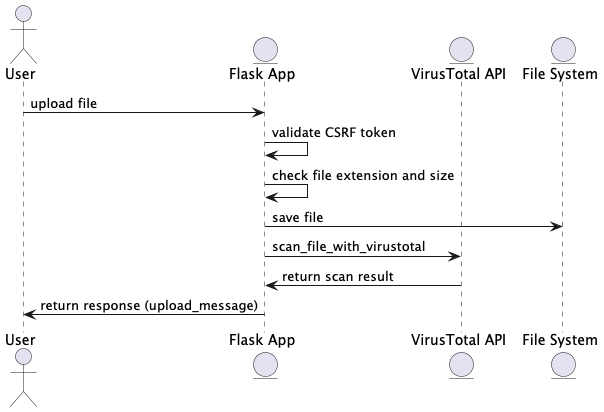 User
Flask App
VirusTotal API
File System
upload file
validate CSRF token
check file extension and size
save file
scan_file_with_virustotal
return scan result
return response (upload_message)
User
Flask App
VirusTotal API
File System